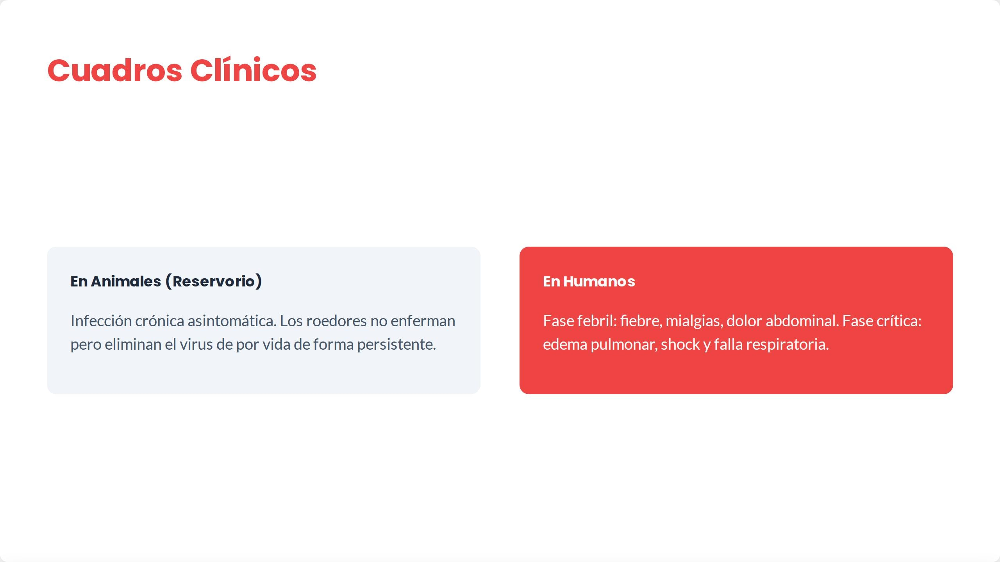 Cuadros Clínicos
En Animales (Reservorio)
Infección crónica asintomática. Los roedores no enferman
pero eliminan el virus de por vida de forma persistente.
En Humanos
Fase febril: fiebre, mialgias, dolor abdominal. Fase crítica:
edema pulmonar, shock y falla respiratoria.